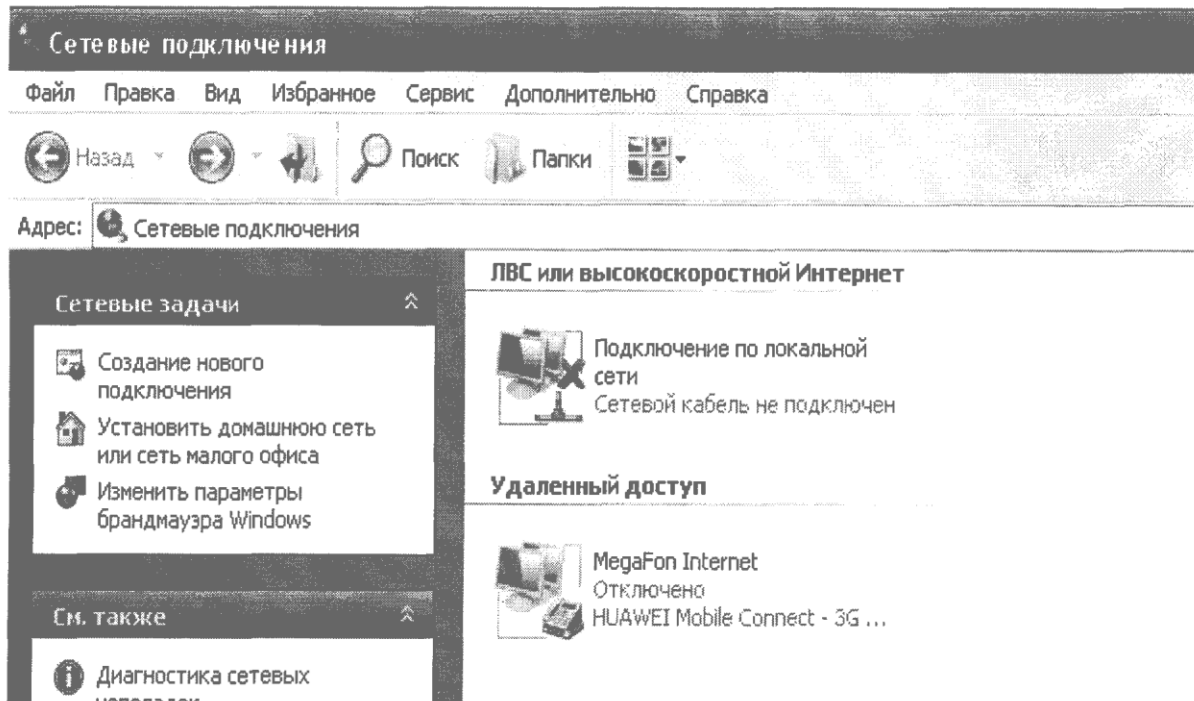 Сетевые подключения
Файл Правка Вид Избранное Сервис Дополнительно Справка
Назад Поиск Папки
Адрес: Сетевые подключения
Сетевые задачи
Создание нового
подключения
Установить домашнюю сеть
или сеть малого офиса
Изменить параметры
брандмауэра Windows
См. также
Диагностика сетевых
неполадок
ЛВС или высокоскоростной Интернет
Подключение по локальной
сети
Сетевой кабель не подключен
Удаленный доступ
MegaFon Internet
Отключено
HUAWEI Mobile Connect - 3G ...